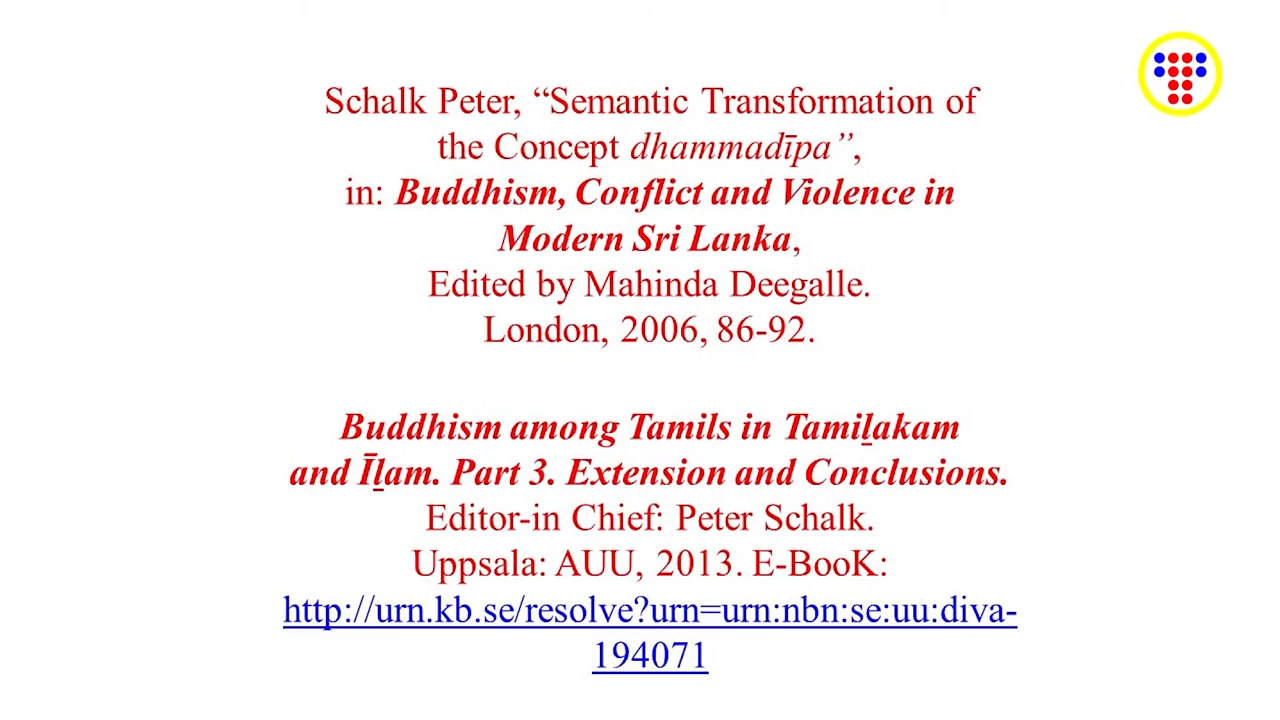 Schalk Peter, “Semantic Transformation of
the Concept dhammadīpa”,
in: Buddhism, Conflict and Violence in
Modern Sri Lanka,
Edited by Mahinda Deegalle.
London, 2006, 86-92.
Buddhism among Tamils in Tamiḻakam
and Īḻam. Part 3. Extension and Conclusions.
Editor-in Chief: Peter Schalk.
Uppsala: AUU, 2013. E-BooK:
http://urn.kb.se/resolve?urn=urn:nbn:se:uu:diva-
194071